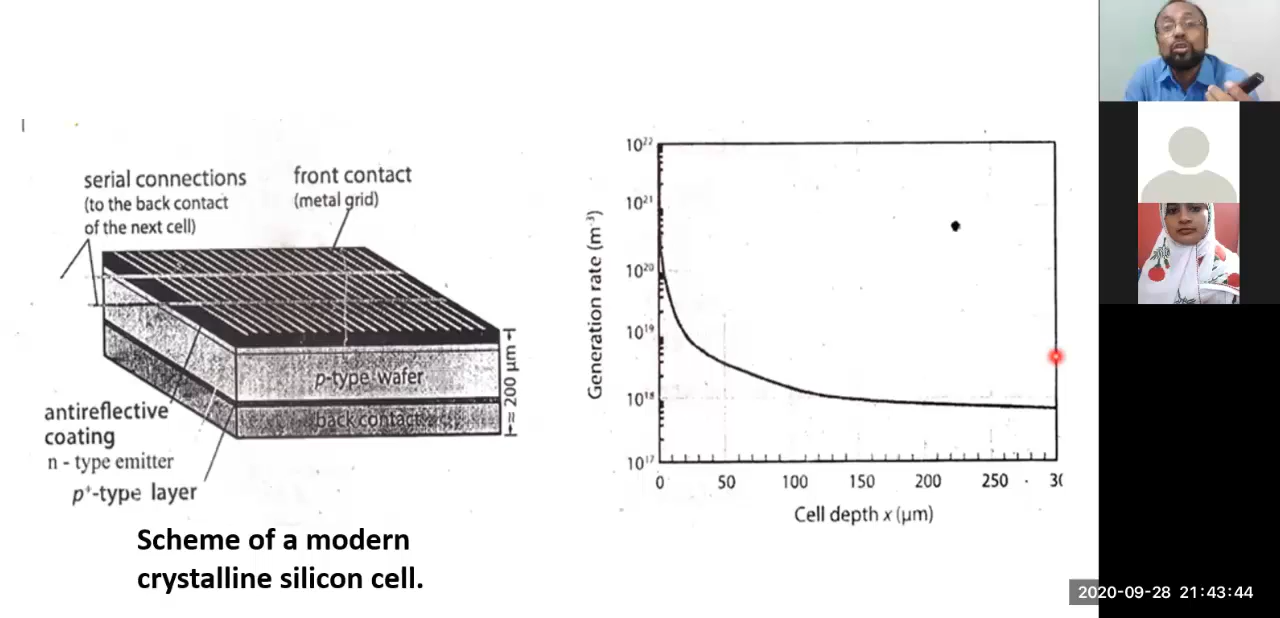 serial connections
(to the back contact
of the next cell)
front contact
(metal grid)
p-type wafer
back contact
≈ 200 μm
antireflective
coating
n - type emitter
p⁺-type layer
Scheme of a modern
crystalline silicon cell.
Generation rate (m⁻³)
10²²
10²¹
10²⁰
10¹⁹
10¹⁸
10¹⁷
0 50 100 150 200 250 30
Cell depth x (μm)
2020-09-28 21:43:44